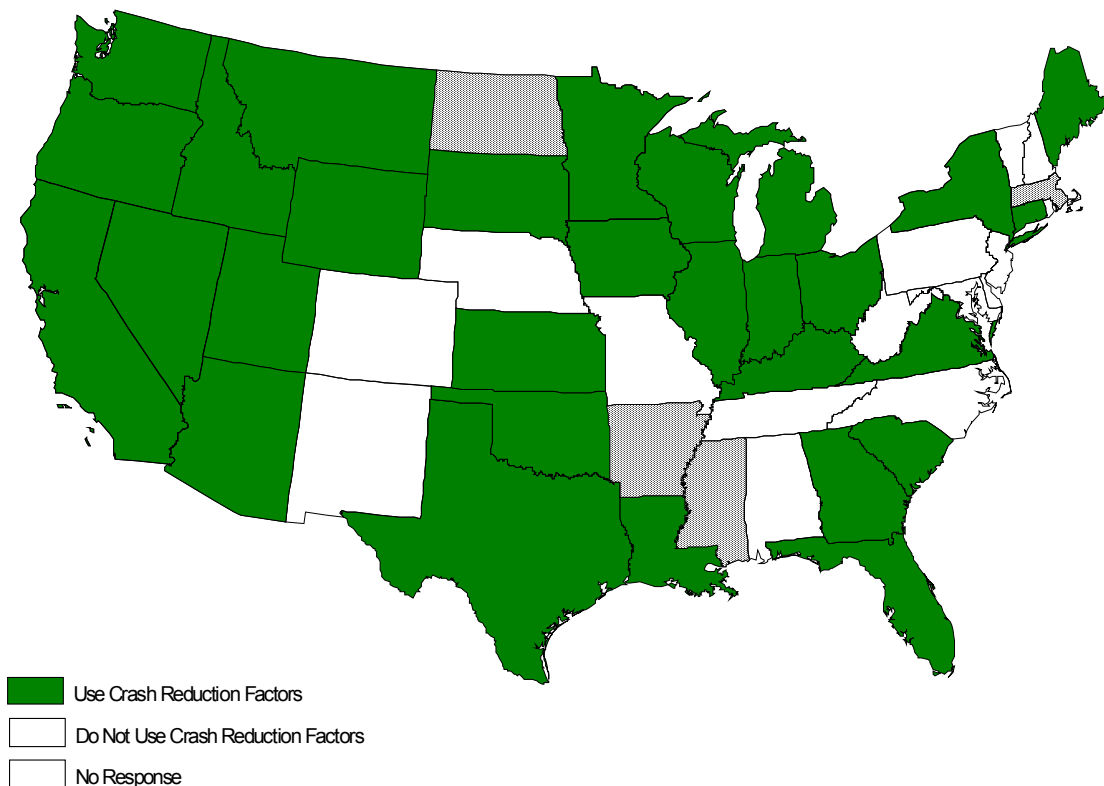 Use Crash Reduction Factors
Do Not Use Crash Reduction Factors
No Response